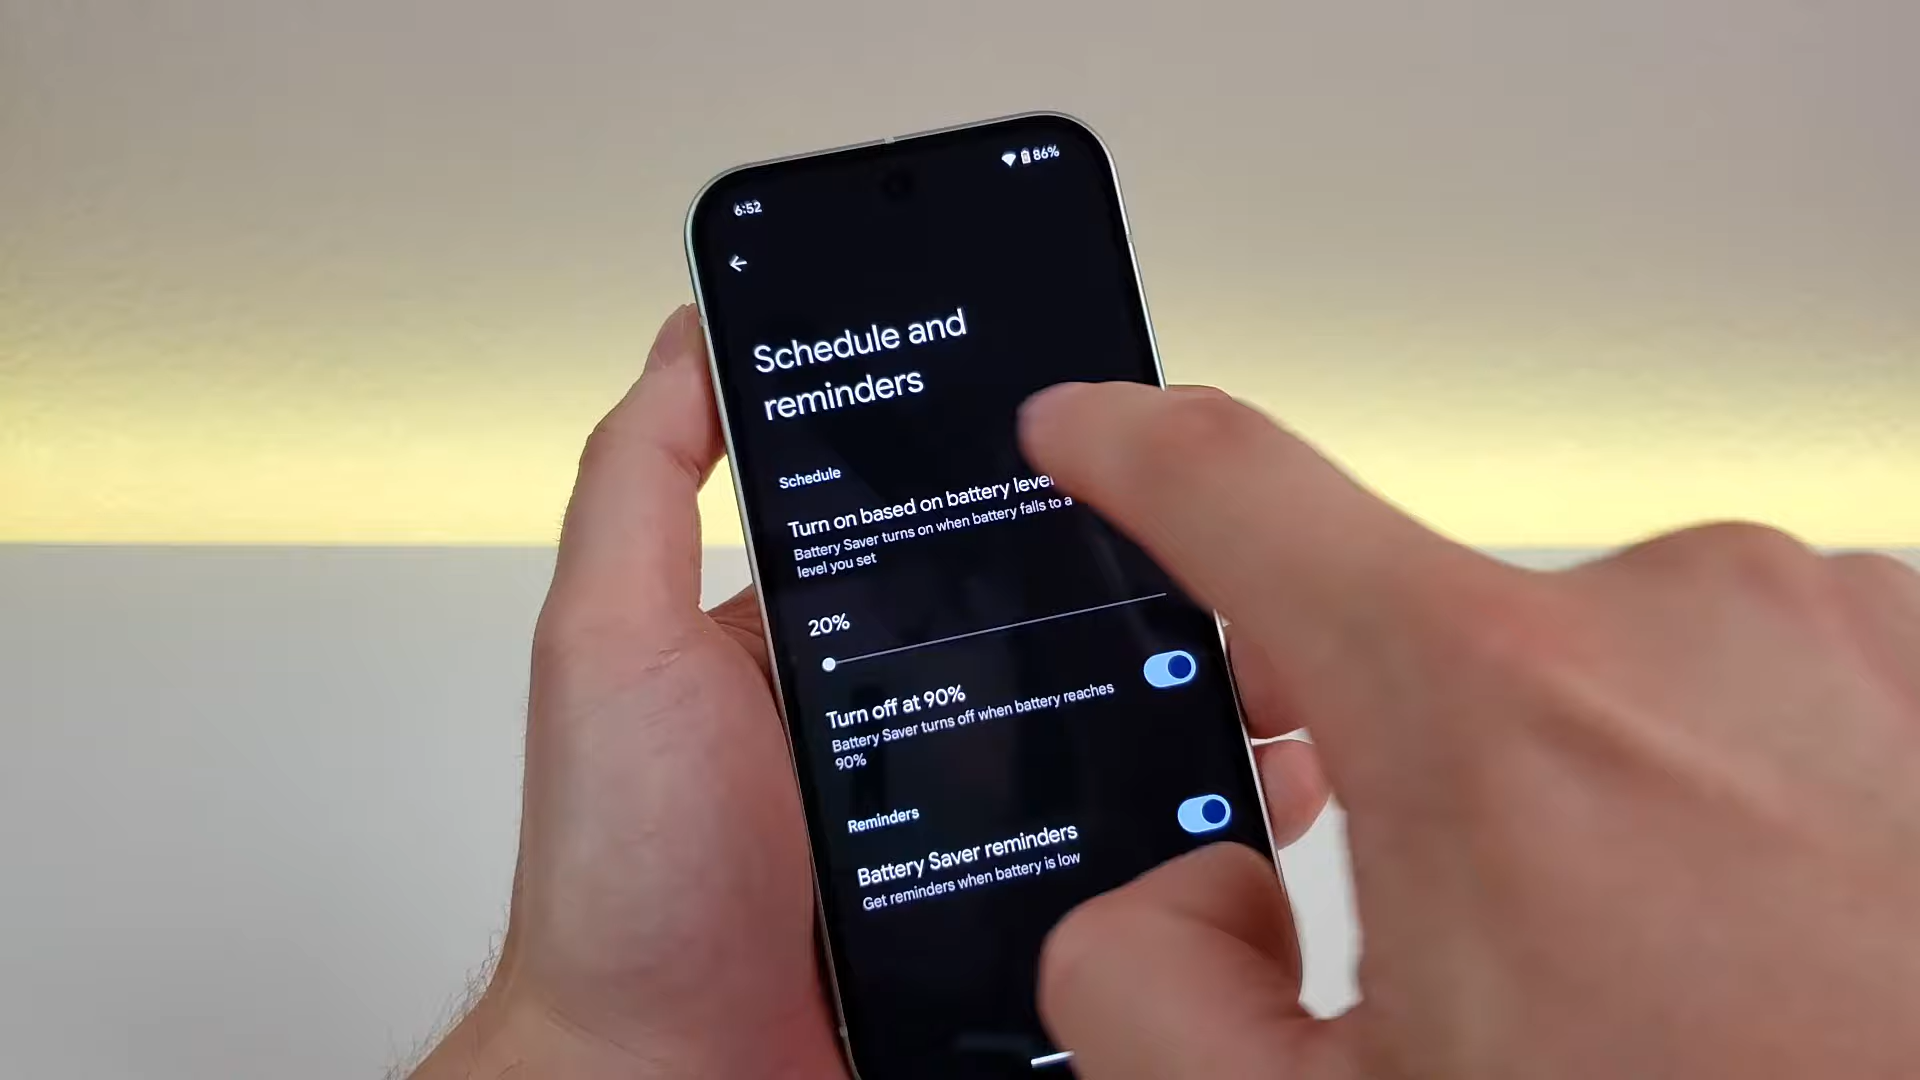 86%
6:52
Schedule and
reminders
Schedule
Turn on based on battery level
Battery Saver turns on when battery falls to a
level you set
20%
Turn off at 90%
Battery Saver turns off when battery reaches
90%
Reminders
Battery Saver reminders
Get reminders when battery is low